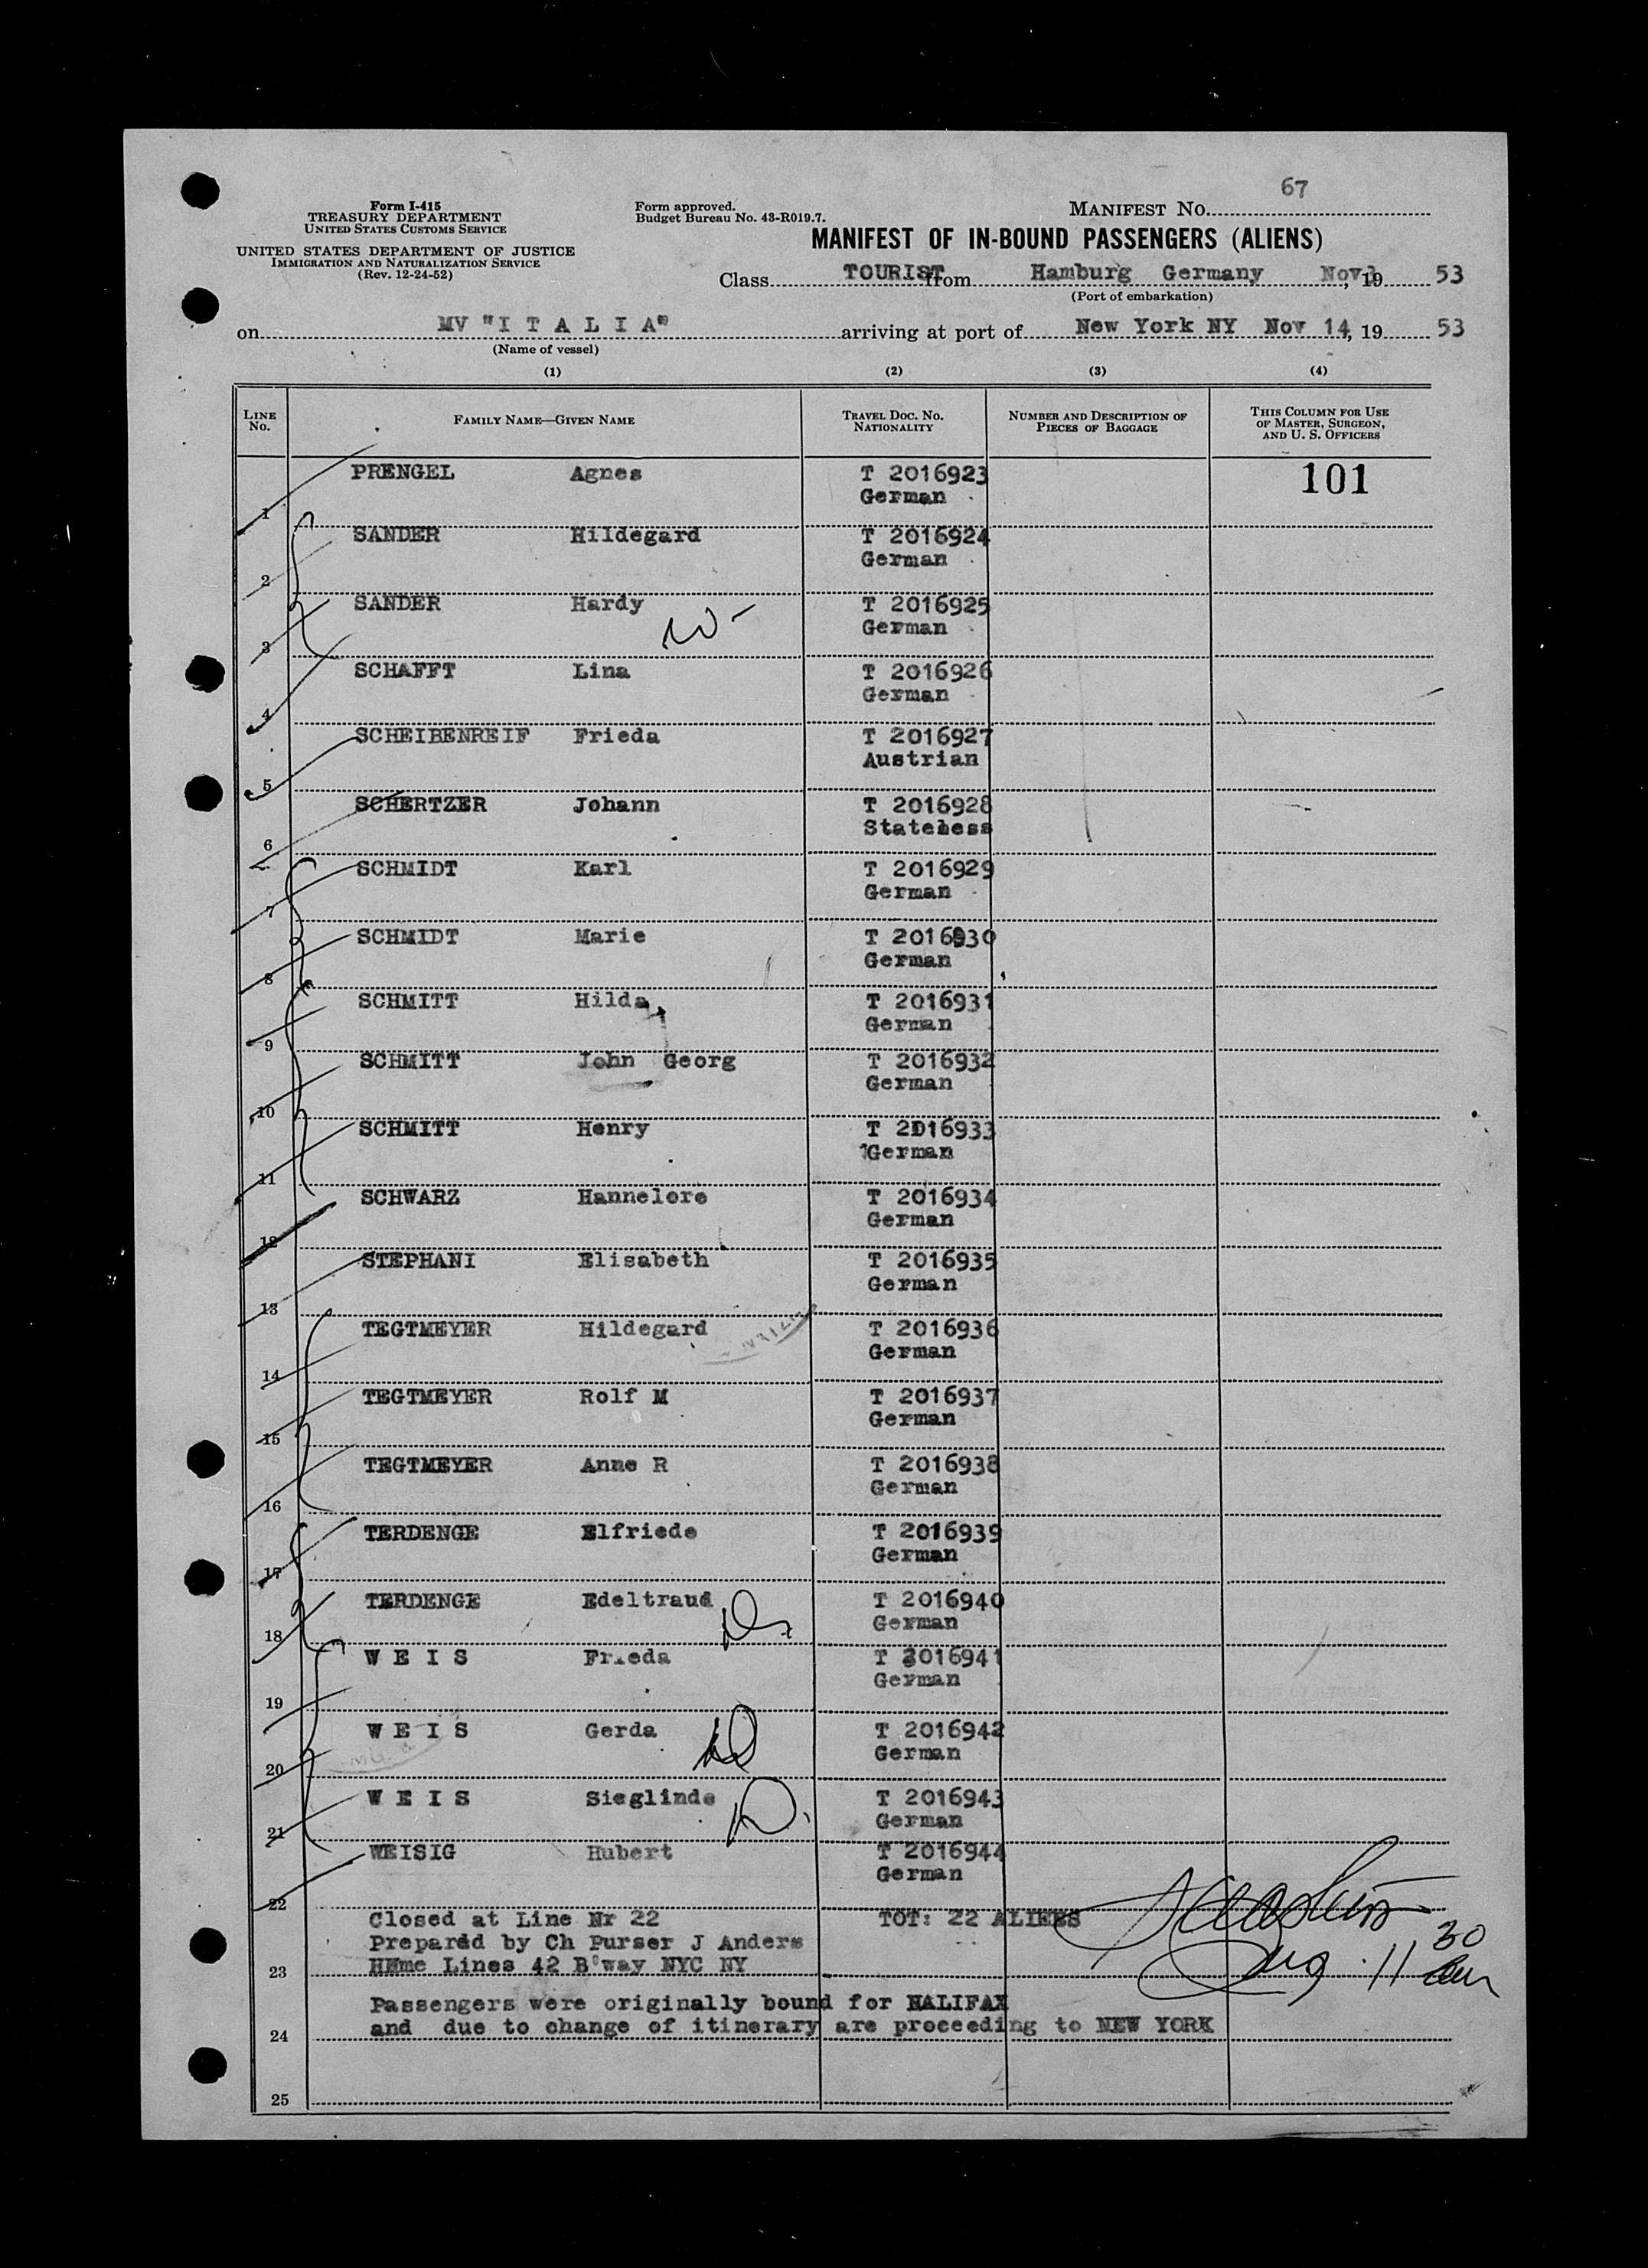 67
Form I-415
TREASURY DEPARTMENT
UNITED STATES CUSTOMS SERVICE
UNITED STATES DEPARTMENT OF JUSTICE
IMMIGRATION AND NATURALIZATION SERVICE
(Rev. 12-24-52)
Form approved.
Budget Bureau No. 43-R019.7.
MANIFEST NO.
MANIFEST OF IN-BOUND PASSENGERS (ALIENS)
Class TOURIST from Hamburg Germany Nov 3, 19 53
(Port of embarkation)
on MV "I T A L I A" arriving at port of New York NY Nov 14, 19 53
(Name of vessel)
(1) (2) (3) (4)
LINE NO. FAMILY NAME—GIVEN NAME TRAVEL DOC. NO. NATIONALITY NUMBER AND DESCRIPTION OF PIECES OF BAGGAGE THIS COLUMN FOR USE OF MASTER, SURGEON, AND U. S. OFFICERS
1 PRENGEL Agnes T 2016923 101
German
2 SANDER Hildegard T 2016924
German
3 SANDER Hardy T 2016925
German
4 SCHAFFT Lina T 2016926
German
5 SCHEIBENREIF Frieda T 2016927
Austrian
6 SCHERTZER Johann T 2016928
Stateless
7 SCHMIDT Karl T 2016929
German
8 SCHMIDT Marie T 2016930
German
9 SCHMITT Hilda T 2016931
German
10 SCHMITT John Georg T 2016932
German
11 SCHMITT Henry T 2016933
German
12 SCHWARZ Hannelore T 2016934
German
13 STEPHANI Elisabeth T 2016935
German
14 TEGTMEYER Hildegard T 2016936
German
15 TEGTMEYER Rolf M T 2016937
German
16 TEGTMEYER Anne R T 2016938
German
17 TERDENGE Elfriede T 2016939
German
18 TERDENGE Edeltraud T 2016940
German
19 W E I S Frieda T 2016941
German
20 W E I S Gerda T 2016942
German
21 W E I S Sieglinde T 2016943
German
22 WEISIG Hubert T 2016944
German
Closed at Line Nr 22 TOT: 22 ALIENS
Prepared by Ch Purser J Anders
23 Home Lines 42 B'way NYC NY
Passengers were originally bound for HALIFAX
24 and due to change of itinerary are proceeding to NEW YORK
25